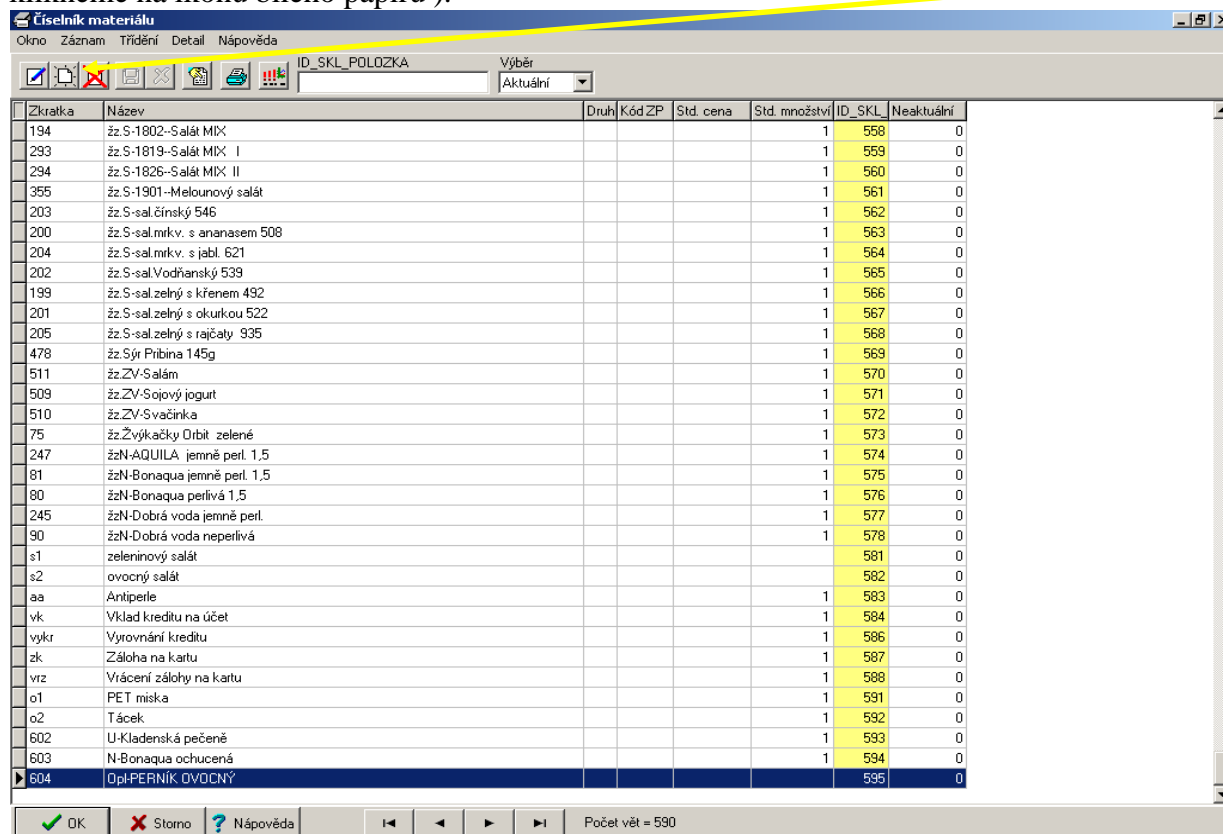 klikneme na ikonu bílého papíru ).
Číselník materiálu
Okno Záznam Třídění Detail Nápověda
ID_SKL_POLOZKA Výběr
Aktuální
Zkratka Název Druh Kód ZP Std. cena Std. množství ID_SKL_ Neaktuální
194 žz.S-1802--Salát MIX 1 558 0
293 žz.S-1819--Salát MIX I 1 559 0
294 žz.S-1826--Salát MIX II 1 560 0
355 žz.S-1901--Melounový salát 1 561 0
203 žz.S-sal.čínský 546 1 562 0
200 žz.S-sal.mrkv. s ananasem 508 1 563 0
204 žz.S-sal.mrkv. s jabl. 621 1 564 0
202 žz.S-sal.Vodňanský 539 1 565 0
199 žz.S-sal.zelný s křenem 492 1 566 0
201 žz.S-sal.zelný s okurkou 522 1 567 0
205 žz.S-sal.zelný s rajčaty 935 1 568 0
478 žz.Sýr Pribina 145g 1 569 0
511 žz.ZV-Salám 1 570 0
509 žz.ZV-Sojový jogurt 1 571 0
510 žz.ZV-Svačinka 1 572 0
75 žz.Žvýkačky Orbit zelené 1 573 0
247 žzN-AQUILA jemně perl. 1,5 1 574 0
81 žzN-Bonaqua jemně perl. 1,5 1 575 0
80 žzN-Bonaqua perlivá 1,5 1 576 0
245 žzN-Dobrá voda jemně perl. 1 577 0
90 žzN-Dobrá voda neperlivá 1 578 0
s1 zeleninový salát 581 0
s2 ovocný salát 582 0
aa Antiperle 1 583 0
vk Vklad kreditu na účet 1 584 0
vykr Vyrovnání kreditu 1 586 0
zk Záloha na kartu 1 587 0
vrz Vrácení zálohy na kartu 1 588 0
o1 PET miska 1 591 0
o2 Tácek 1 592 0
602 U-Kladenská pečeně 1 593 0
603 N-Bonaqua ochucená 1 594 0
604 Opl-PERNÍK OVOCNÝ 595 0
OK Storno Nápověda Počet vět = 590